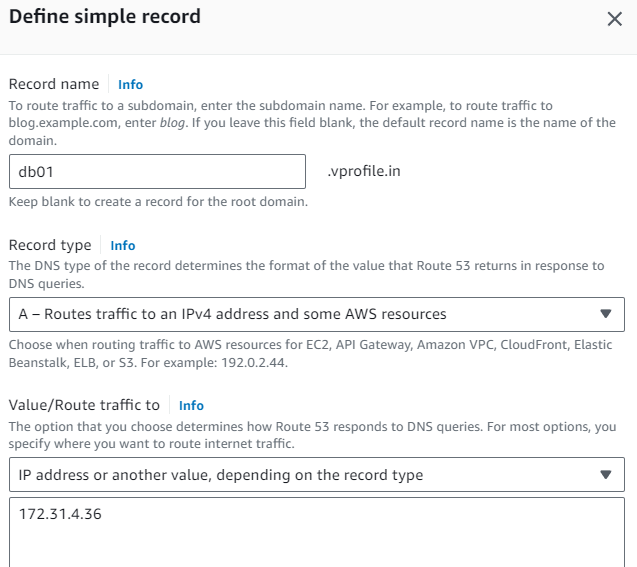 Define simple record
Record name Info
To route traffic to a subdomain, enter the subdomain name. For example, to route traffic to
blog.example.com, enter blog. If you leave this field blank, the default record name is the name of the
domain.
db01 .vprofile.in
Keep blank to create a record for the root domain.
Record type Info
The DNS type of the record determines the format of the value that Route 53 returns in response to
DNS queries.
A – Routes traffic to an IPv4 address and some AWS resources
Choose when routing traffic to AWS resources for EC2, API Gateway, Amazon VPC, CloudFront, Elastic
Beanstalk, ELB, or S3. For example: 192.0.2.44.
Value/Route traffic to Info
The option that you choose determines how Route 53 responds to DNS queries. For most options, you
specify where you want to route internet traffic.
IP address or another value, depending on the record type
172.31.4.36